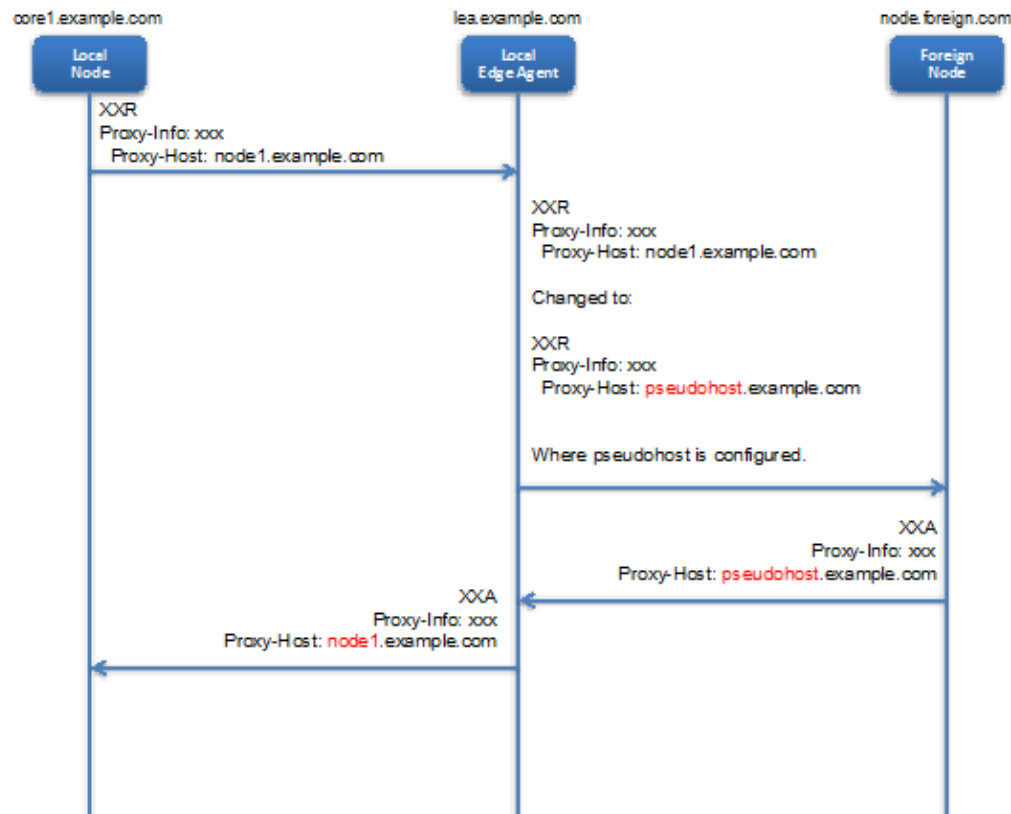 core1.example.com
lea.example.com
node.foreign.com
Local
Node
Local
Edge Agent
Foreign
Node
XXR
Proxy-Info: xxx
Proxy-Host: node1.example.com
XXR
Proxy-Info: xxx
Proxy-Host: node1.example.com
Changed to:
XXR
Proxy-Info: xxx
Proxy-Host: pseudohost.example.com
Where pseudohost is configured.
XXA
Proxy-Info: xxx
Proxy-Host: pseudohost.example.com
XXA
Proxy-Info: xxx
Proxy-Host: node1.example.com